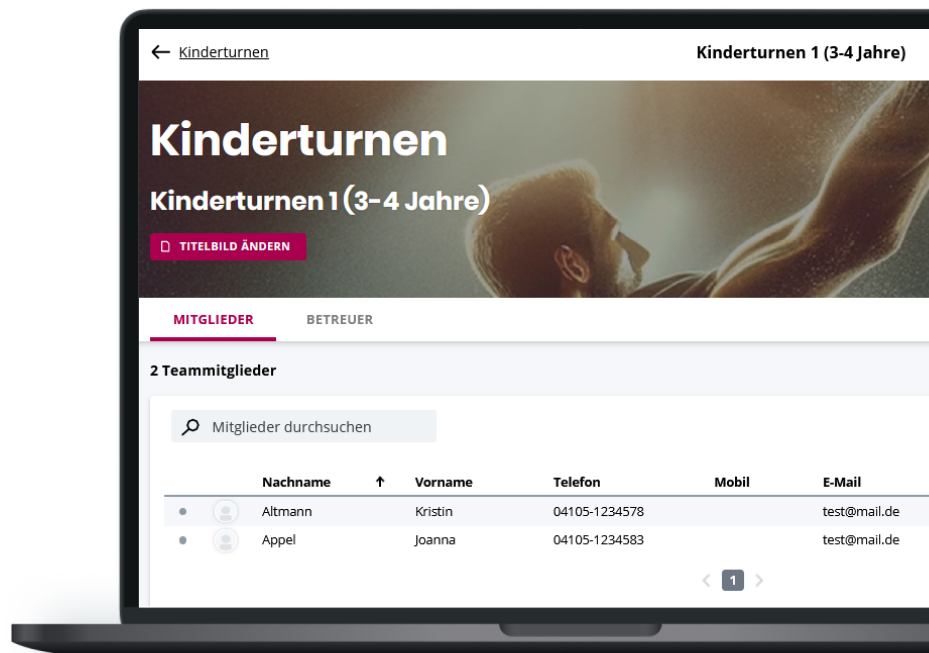 Kinderturnen Kinderturnen 1 (3-4 Jahre)
Kinderturnen
Kinderturnen 1 (3-4 Jahre)
TITELBILD ÄNDERN
MITGLIEDER BETREUER
2 Teammitglieder
Mitglieder durchsuchen
Nachname Vorname Telefon Mobil E-Mail
Altmann Kristin 04105-1234578 test@mail.de
Appel Joanna 04105-1234583 test@mail.de
1